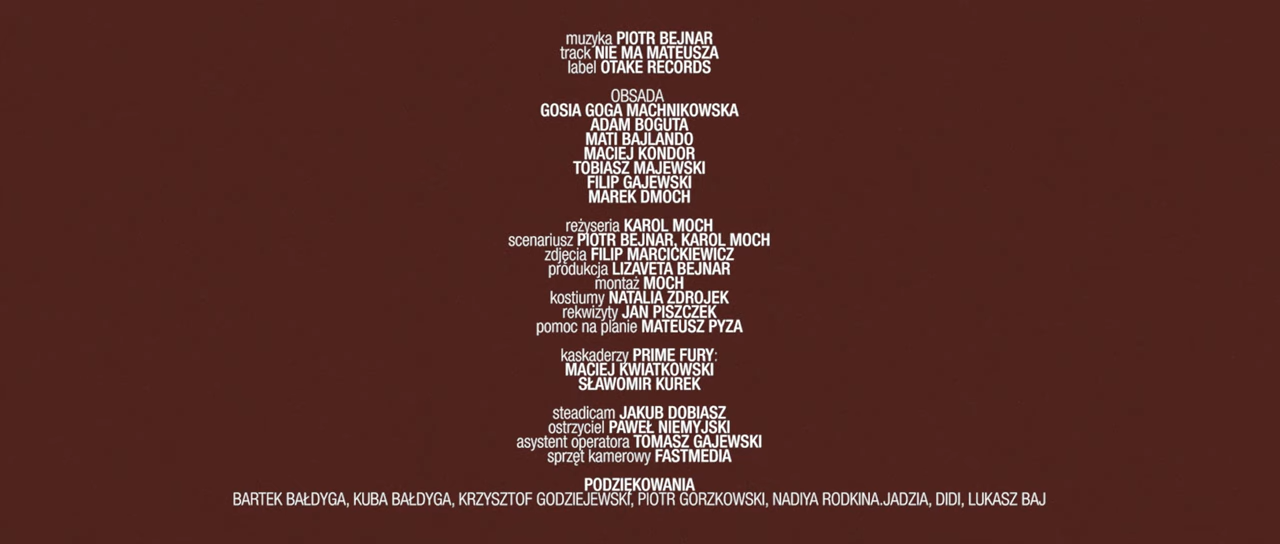 muzyka PIOTR BEJNAR
track NIE MA MATEUSZA
label OTAKE RECORDS
OBSADA
GOSIA GOGA MACHNIKOWSKA
ADAM BOGUTA
MATI BAJLANDO
MACIEJ KONDOR
TOBIASZ MAJEWSKI
FILIP GAJEWSKI
MAREK DMOCH
reżyseria KAROL MOCH
scenariusz PIOTR BEJNAR, KAROL MOCH
zdjęcia FILIP MARCICKIEWICZ
produkcja LIZAVETA BEJNAR
montaż MOCH
kostiumy NATALIA ZDROJEK
rekwizyty JAN PISZCZEK
pomoc na planie MATEUSZ PYZA
kaskaderzy PRIME FURY:
MACIEJ KWIATKOWSKI
SŁAWOMIR KUREK
steadicam JAKUB DOBIASZ
ostrzyciel PAWEŁ NIEMYJSKI
asystent operatora TOMASZ GAJEWSKI
sprzęt kamerowy FASTMEDIA
PODZIĘKOWANIA
BARTEK BAŁDYGA, KUBA BAŁDYGA, KRZYSZTOF GODZIEJEWSKI, PIOTR GORZKOWSKI, NADIYA RODKINA.JADZIA, DIDI, LUKASZ BAJ